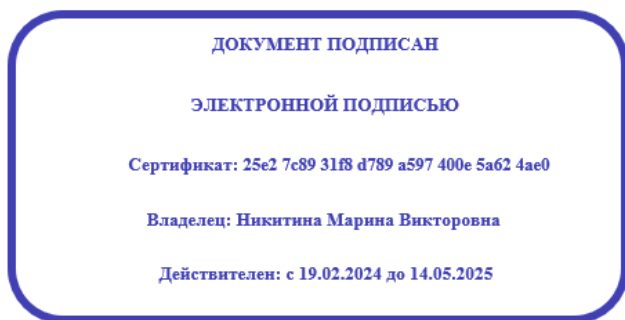 ДОКУМЕНТ ПОДПИСАН
ЭЛЕКТРОННОЙ ПОДПИСЬЮ
Сертификат: 25e2 7c89 31f8 d789 a597 400e 5a62 4ae0
Владелец: Никитина Марина Викторовна
Действителен: с 19.02.2024 до 14.05.2025